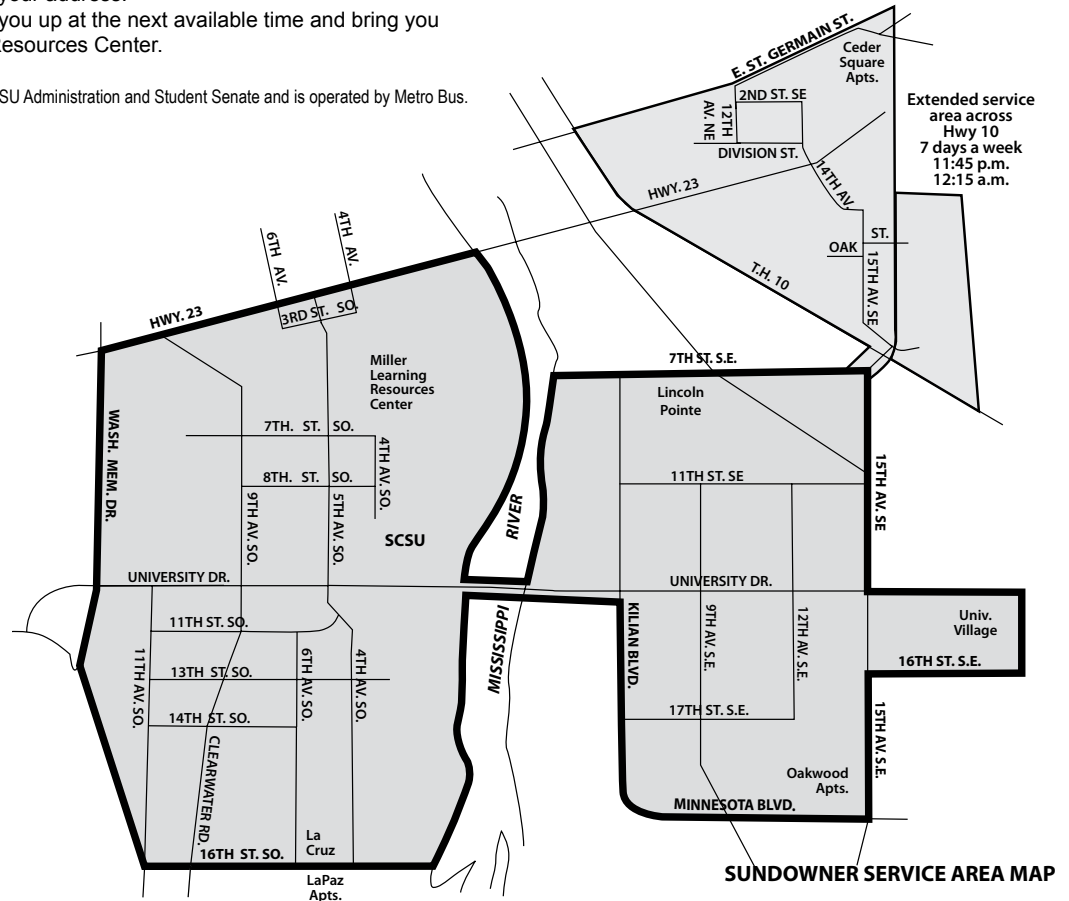 your address.
you up at the next available time and bring you
Resources Center.
SU Administration and Student Senate and is operated by Metro Bus.
E. ST. GERMAIN ST.
Ceder
Square
Apts.
2ND ST. SE
12TH
AV. NE
DIVISION ST.
Extended service
area across
Hwy 10
7 days a week
11:45 p.m.
12:15 a.m.
14TH AV.
HWY. 23
ST.
OAK
15TH AV. SE
T.H. 10
4TH AV.
6TH AV.
3RD ST. SO.
HWY. 23
7TH ST. S.E.
Miller
Learning
Resources
Center
Lincoln
Pointe
WASH. MEM. DR.
7TH. ST. SO.
4TH AV. SO.
8TH. ST. SO.
11TH ST. SE
15TH AV. SE
9TH AV. SO.
5TH AV. SO.
SCSU
RIVER
UNIVERSITY DR.
UNIVERSITY DR.
MISSISSIPPI
KILIAN BLVD.
9TH AV. S.E.
12TH AV. S.E.
Univ.
Village
16TH ST. S.E.
11TH ST. SO.
11TH AV. SO.
6TH AV. SO.
4TH AV. SO.
13TH ST. SO.
14TH ST. SO.
17TH ST. S.E.
15TH AV. S.E.
CLEARWATER RD.
Oakwood
Apts.
MINNESOTA BLVD.
La
Cruz
16TH ST. SO.
LaPaz
Apts.
SUNDOWNER SERVICE AREA MAP